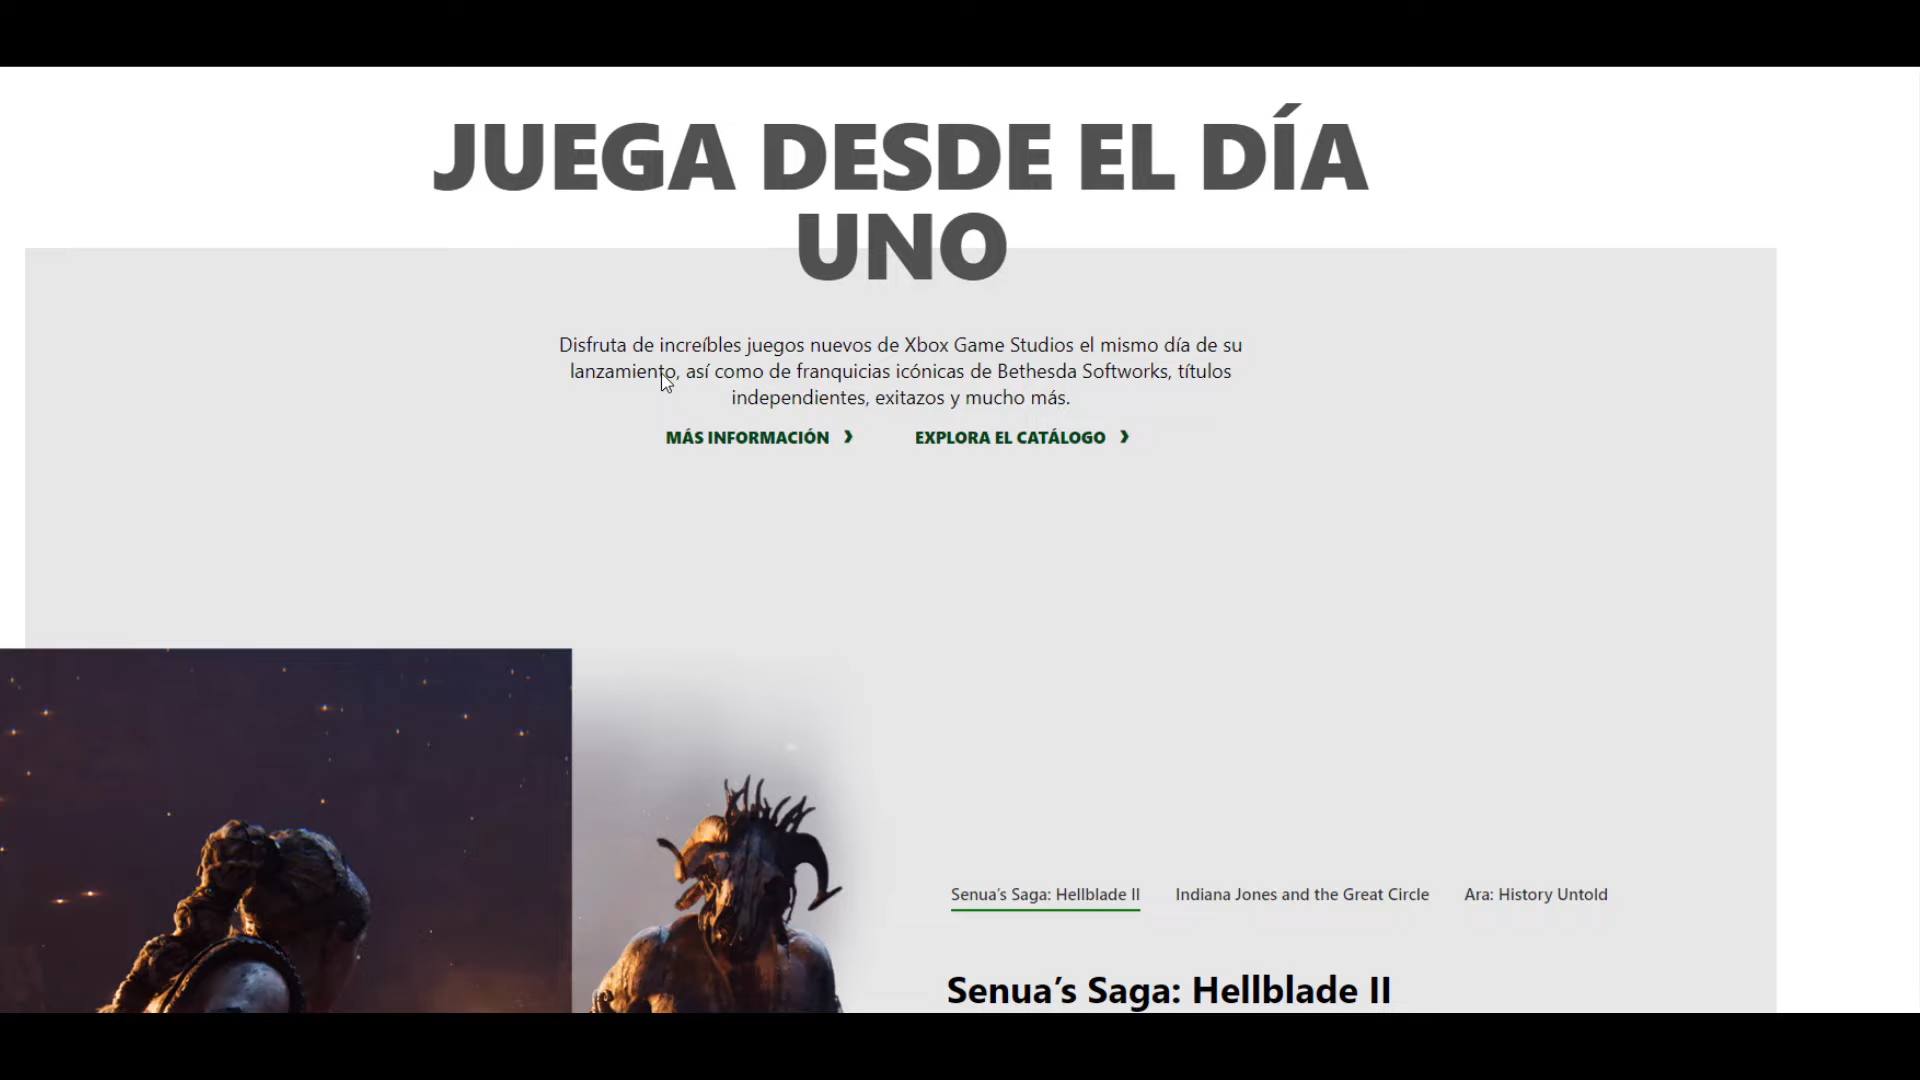 JUEGA DESDE EL DÍA
UNO
Disfruta de increíbles juegos nuevos de Xbox Game Studios el mismo día de su
lanzamiento, así como de franquicias icónicas de Bethesda Softworks, títulos
independientes, exitazos y mucho más.
MÁS INFORMACIÓN ❯ EXPLORA EL CATÁLOGO ❯
Senua’s Saga: Hellblade II Indiana Jones and the Great Circle Ara: History Untold
Senua’s Saga: Hellblade II